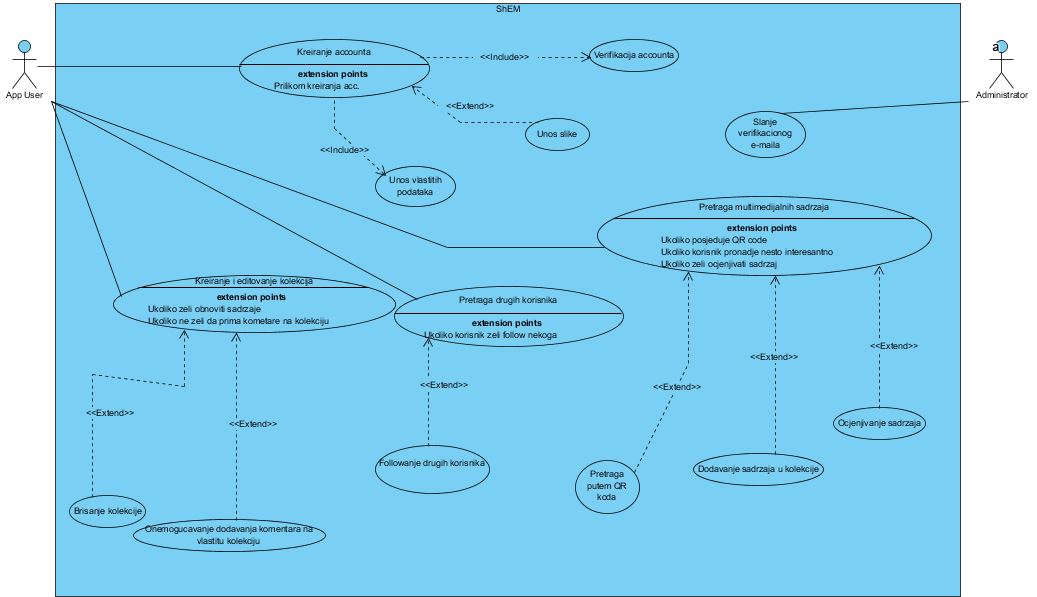 ShEM
App User
a
Administrator
Kreiranje accounta
extension points
Prilikom kreiranja acc.
<<Include>>
Verifikacija accounta
<<Extend>>
Unos slike
<<Include>>
Unos vlastitih
podataka
Slanje
verifikacionog
e-maila
Pretraga multimedijalnih sadrzaja
extension points
Ukoliko posjeduje QR code
Ukoliko korisnik pronadje nesto interesantno
Ukoliko zeli ocjenjivati sadrzaj
Kreiranje i editovanje kolekcija
extension points
Ukoliko zeli obnoviti sadrzaje
Ukoliko ne zeli da prima kometare na kolekciju
Pretraga drugih korisnika
extension points
Ukoliko korisnik zeli follow nekoga
<<Extend>>
<<Extend>>
<<Extend>>
<<Extend>>
<<Extend>>
<<Extend>>
Brisanje kolekcije
Onemogucavanje dodavanja komentara na
vlastitu kolekciju
Followanje drugih korisnika
Pretraga
putem QR
koda
Dodavanje sadrzaja u kolekcije
Ocjenjivanje sadrzaja